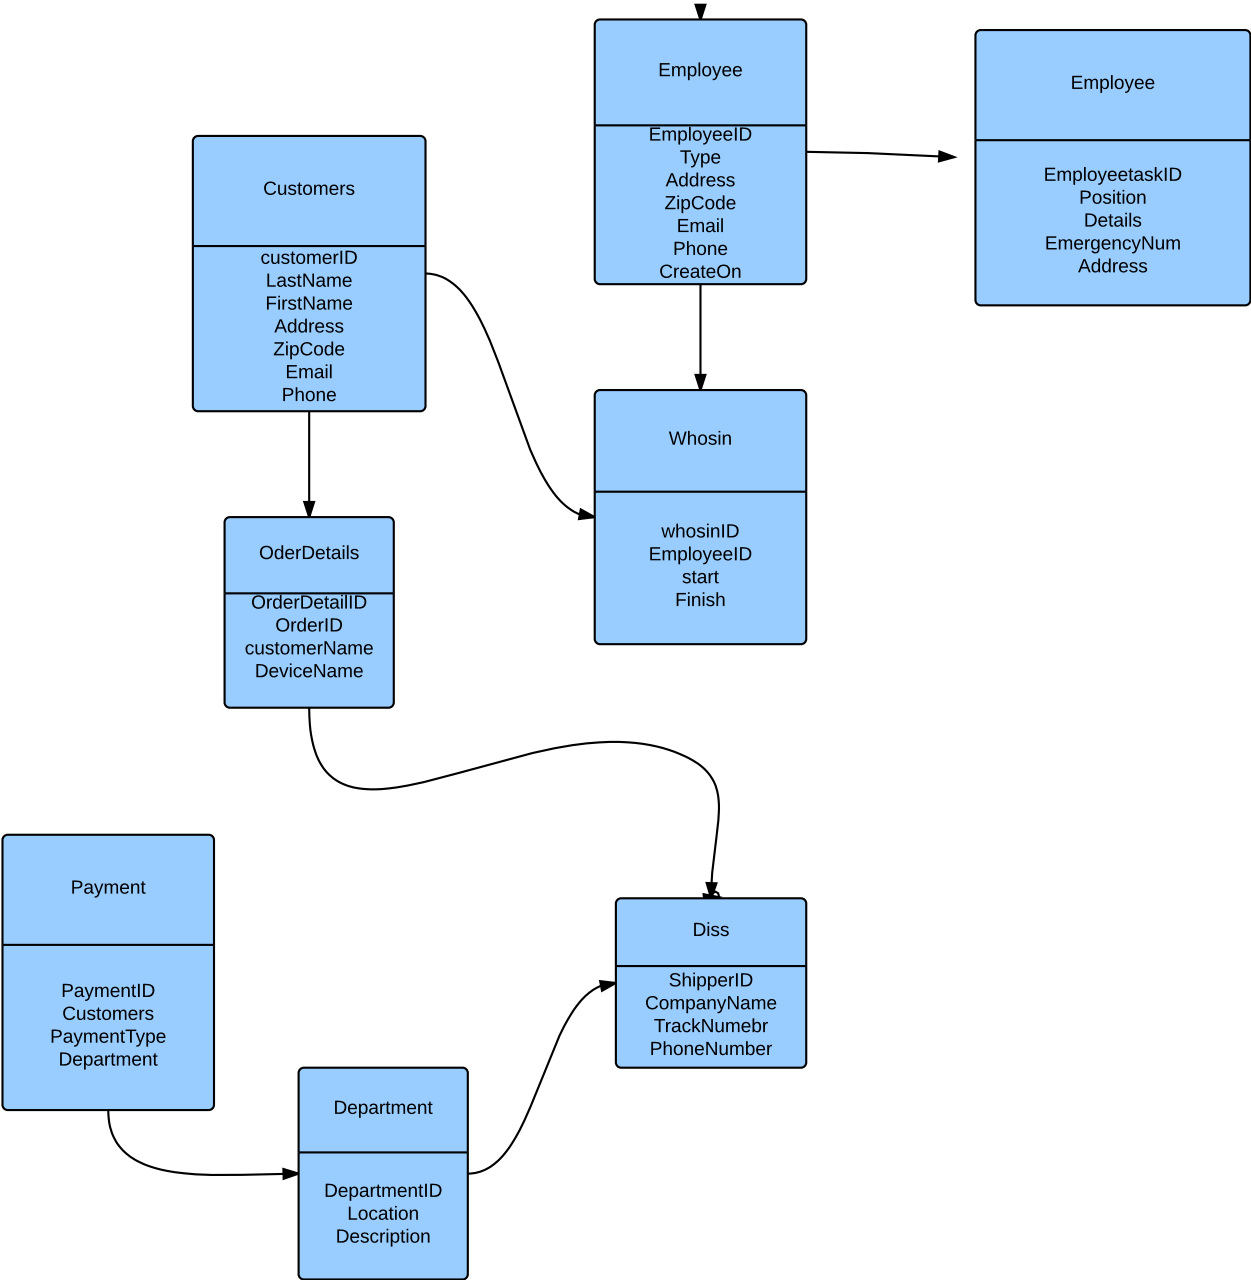 Employee
EmployeeID
Type
Address
ZipCode
Email
Phone
CreateOn
Employee
EmployeetaskID
Position
Details
EmergencyNum
Address
Customers
customerID
LastName
FirstName
Address
ZipCode
Email
Phone
Whosin
whosinID
EmployeeID
start
Finish
OderDetails
OrderDetailID
OrderID
customerName
DeviceName
Payment
PaymentID
Customers
PaymentType
Department
Diss
ShipperID
CompanyName
TrackNumebr
PhoneNumber
Department
DepartmentID
Location
Description